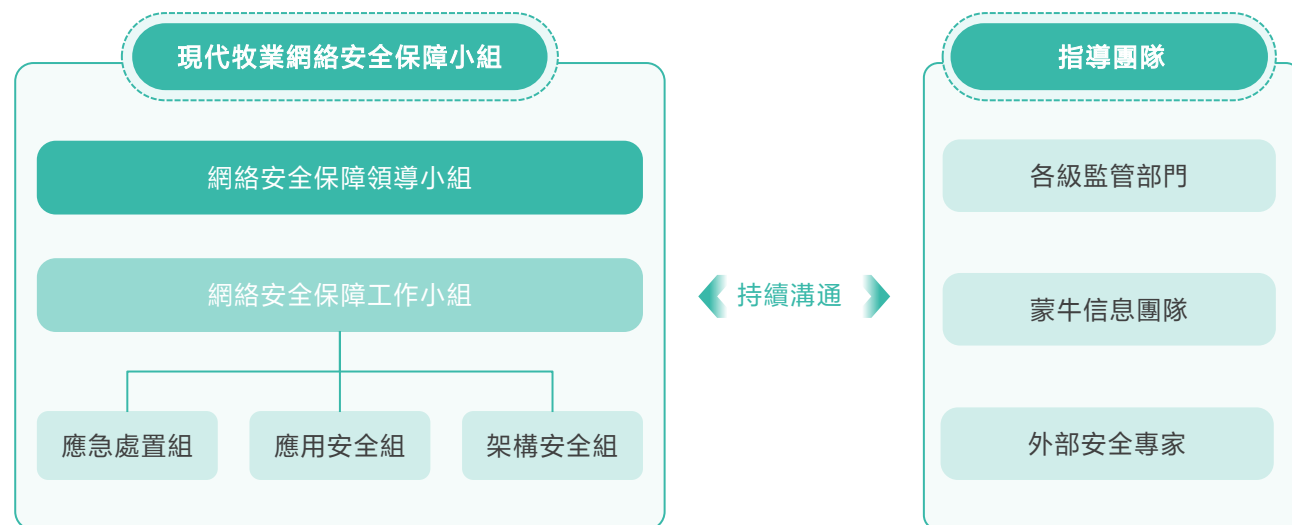 現代牧業網絡安全保障小組
網絡安全保障領導小組
網絡安全保障工作小組
應急處置組
應用安全組
架構安全組
持續溝通
指導團隊
各級監管部門
蒙牛信息團隊
外部安全專家